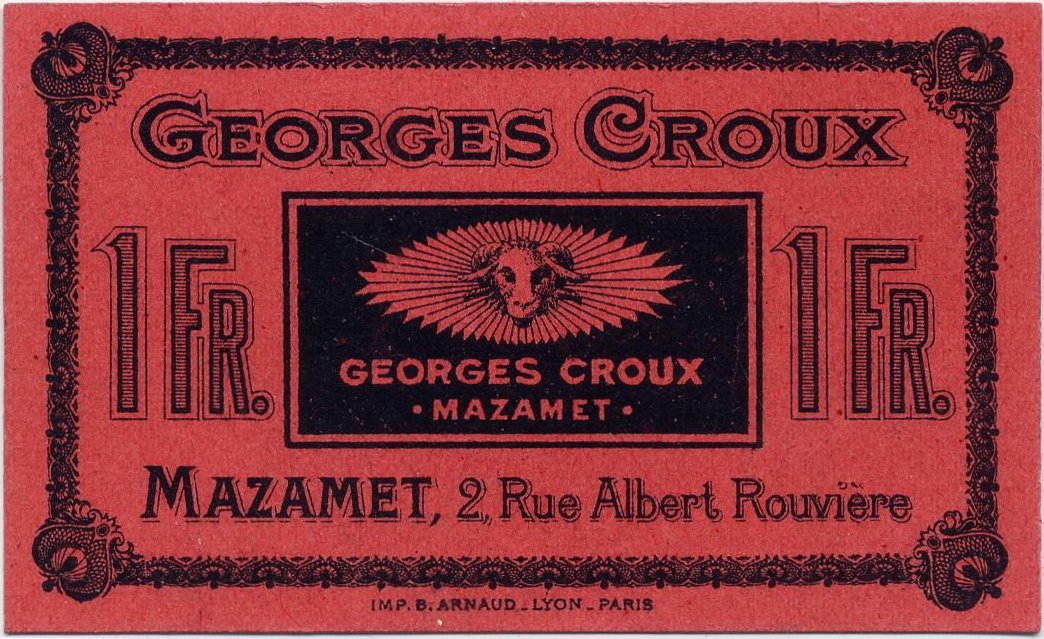 GEORGES CROUX
1 FR. 1 FR.
GEORGES CROUX
• MAZAMET •
MAZAMET, 2, Rue Albert Rouvière
IMP. B. ARNAUD _ LYON _ PARIS